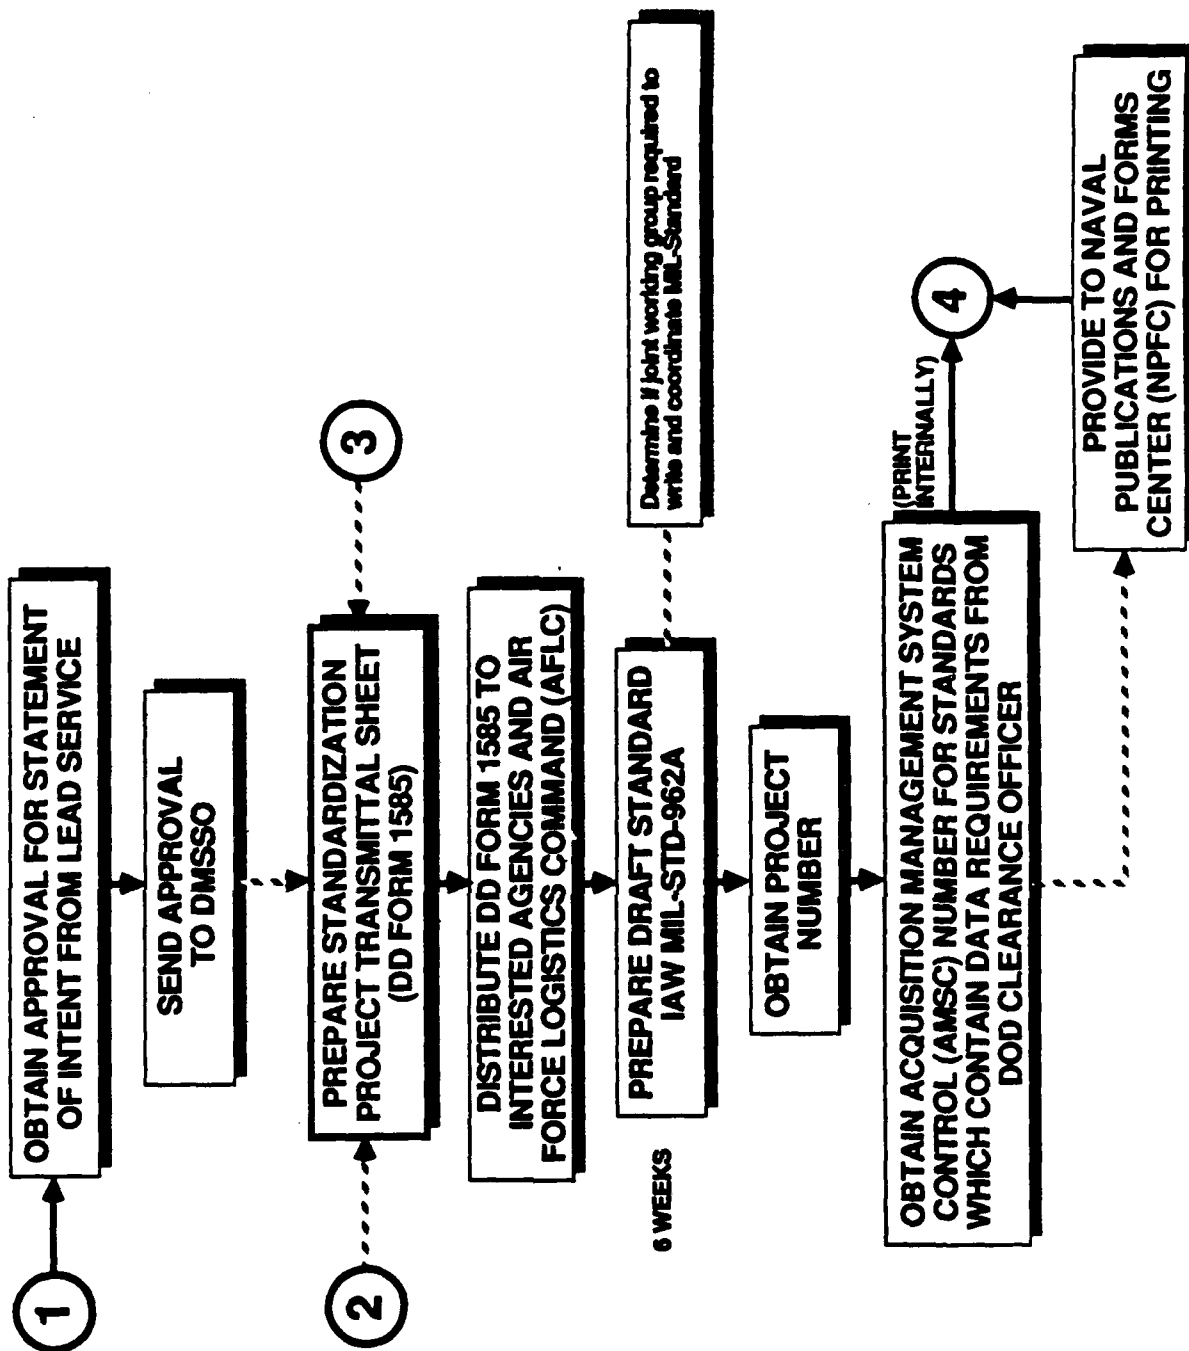 1
OBTAIN APPROVAL FOR STATEMENT
OF INTENT FROM LEAD SERVICE
SEND APPROVAL
TO DMSSO
2
PREPARE STANDARDIZATION
PROJECT TRANSMITTAL SHEET
(DD FORM 1585)
3
DISTRIBUTE DD FORM 1585 TO
INTERESTED AGENCIES AND AIR
FORCE LOGISTICS COMMAND (AFLC)
6 WEEKS
PREPARE DRAFT STANDARD
IAW MIL-STD-962A
Determine if joint working group required to
write and coordinate MIL-Standard
OBTAIN PROJECT
NUMBER
OBTAIN ACQUISITION MANAGEMENT SYSTEM
CONTROL (AMSC) NUMBER FOR STANDARDS
WHICH CONTAIN DATA REQUIREMENTS FROM
DOD CLEARANCE OFFICER
(PRINT
INTERNALLY)
4
PROVIDE TO NAVAL
PUBLICATIONS AND FORMS
CENTER (NPFC) FOR PRINTING